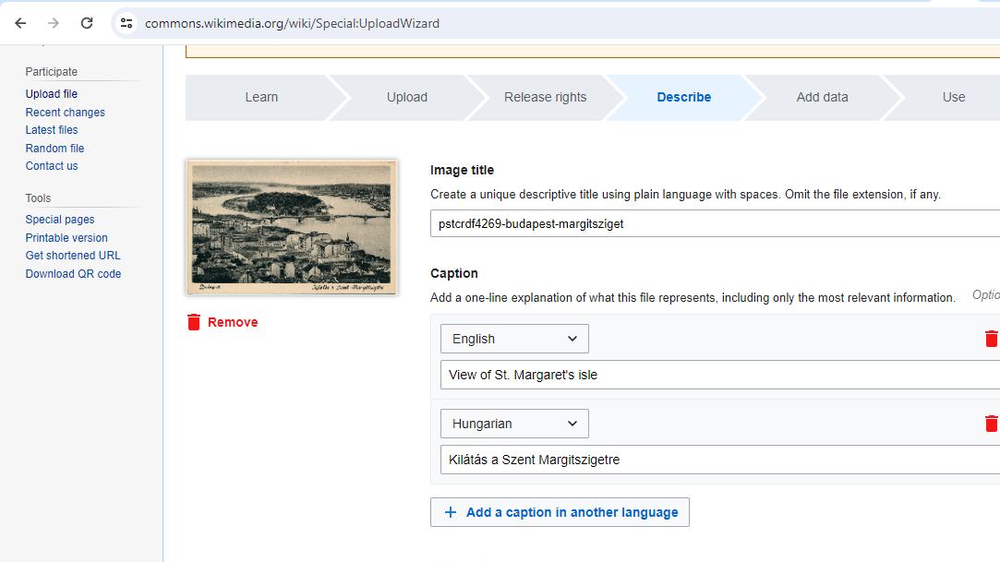 commons.wikimedia.org/wiki/Special:UploadWizard
Participate
Upload file
Recent changes
Latest files
Random file
Contact us
Tools
Special pages
Printable version
Get shortened URL
Download QR code
Learn
Upload
Release rights
Describe
Add data
Use
Budapest
Kilátás a Szent Margitszigetre
Remove
Image title
Create a unique descriptive title using plain language with spaces. Omit the file extension, if any.
pstcrdf4269-budapest-margitsziget
Caption
Add a one-line explanation of what this file represents, including only the most relevant information.
Optio
English
View of St. Margaret's isle
Hungarian
Kilátás a Szent Margitszigetre
Add a caption in another language